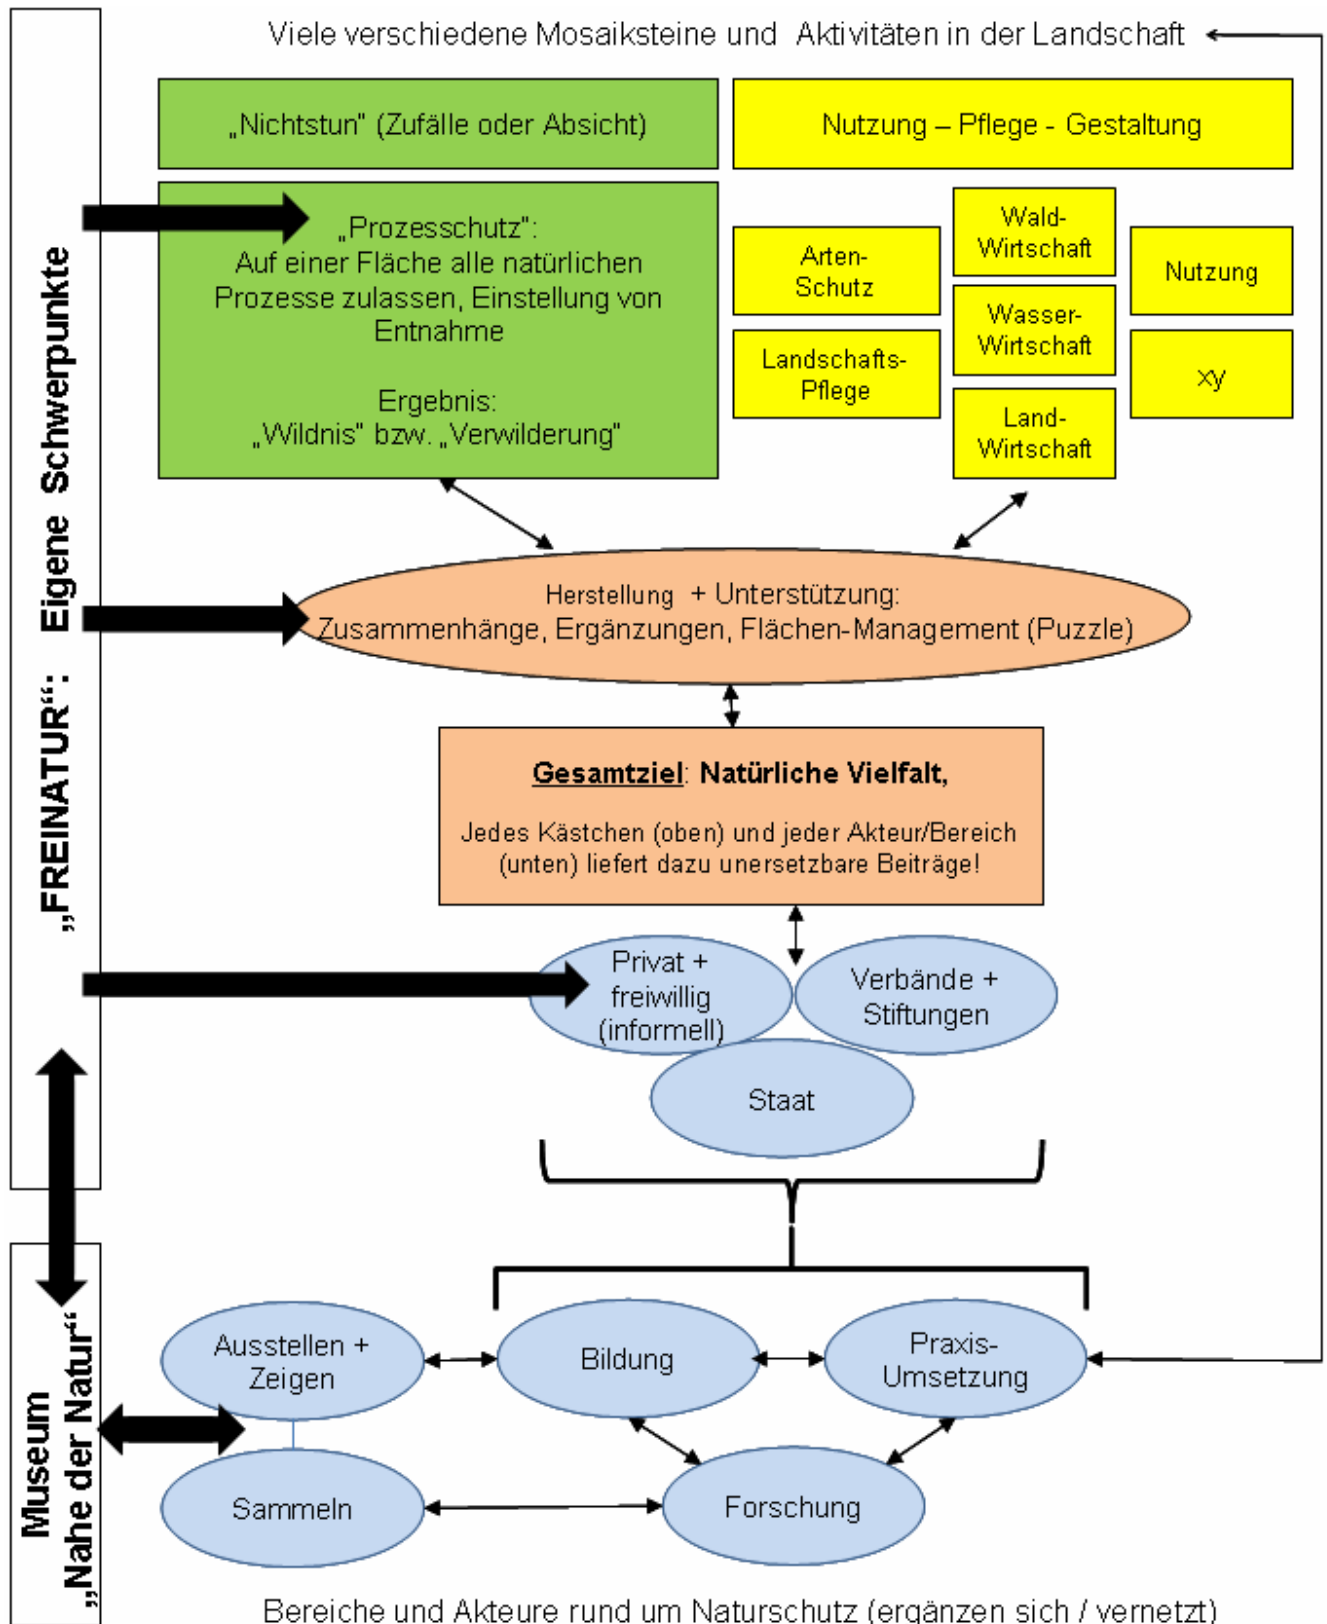 Viele verschiedene Mosaiksteine und Aktivitäten in der Landschaft
„Nichtstun" (Zufälle oder Absicht)
Nutzung – Pflege - Gestaltung
„Prozesschutz":
Auf einer Fläche alle natürlichen
Prozesse zulassen, Einstellung von
Entnahme
Ergebnis:
„Wildnis" bzw. „Verwilderung"
Arten-
Schutz
Landschafts-
Pflege
Wald-
Wirtschaft
Wasser-
Wirtschaft
Land-
Wirtschaft
Nutzung
xy
„FREINATUR": Eigene Schwerpunkte
Herstellung + Unterstützung:
Zusammenhänge, Ergänzungen, Flächen-Management (Puzzle)
Gesamtziel: Natürliche Vielfalt,
Jedes Kästchen (oben) und jeder Akteur/Bereich
(unten) liefert dazu unersetzbare Beiträge!
Privat +
freiwillig
(informell)
Verbände +
Stiftungen
Staat
Museum
„Nahe der Natur"
Ausstellen +
Zeigen
Bildung
Praxis-
Umsetzung
Sammeln
Forschung
Bereiche und Akteure rund um Naturschutz (ergänzen sich / vernetzt)